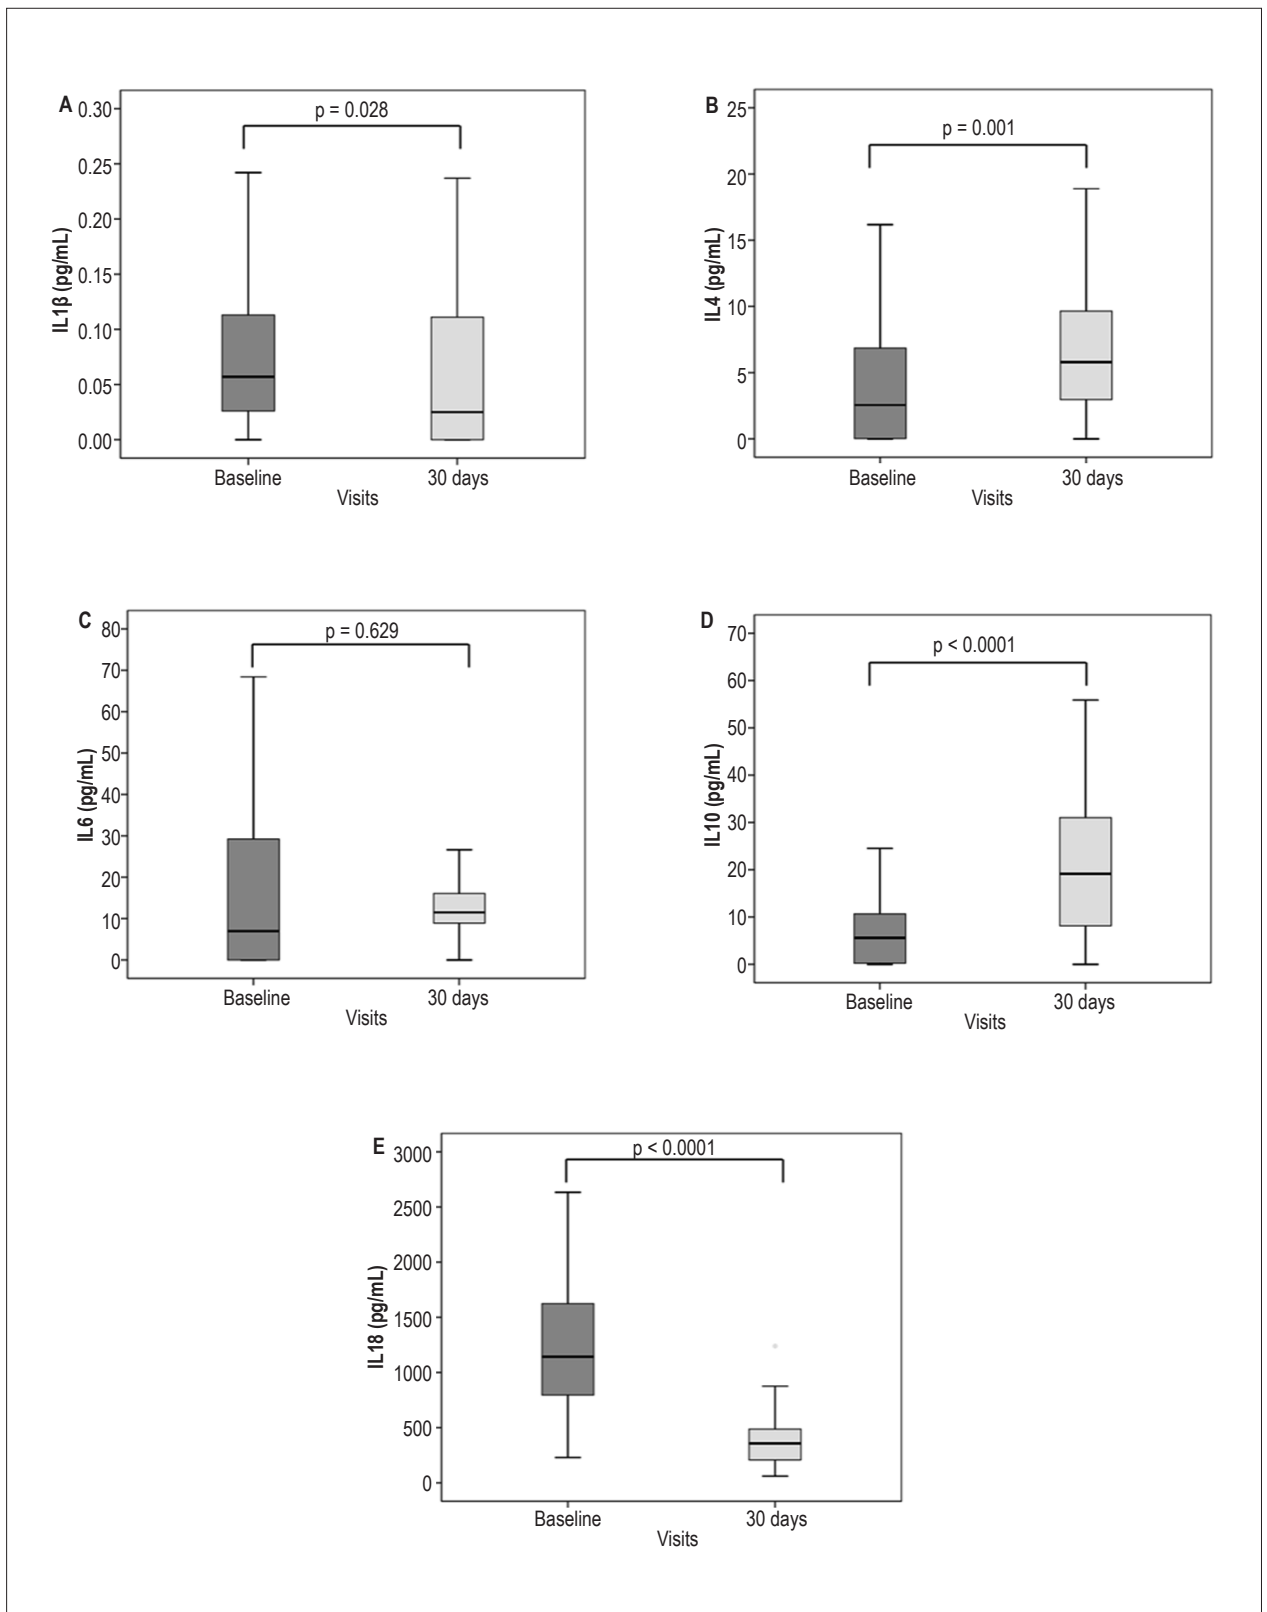 A
p = 0.028
0.30
0.25
0.20
0.15
0.10
0.05
0.00
IL1β (pg/mL)
Baseline
30 days
Visits
B
p = 0.001
25
20
15
10
5
0
IL4 (pg/mL)
Baseline
30 days
Visits
C
p = 0.629
80
70
60
50
40
30
20
10
0
IL6 (pg/mL)
Baseline
30 days
Visits
D
p < 0.0001
70
60
50
40
30
20
10
0
IL10 (pg/mL)
Baseline
30 days
Visits
E
p < 0.0001
3000
2500
2000
1500
1000
500
0
IL18 (pg/mL)
Baseline
30 days
Visits